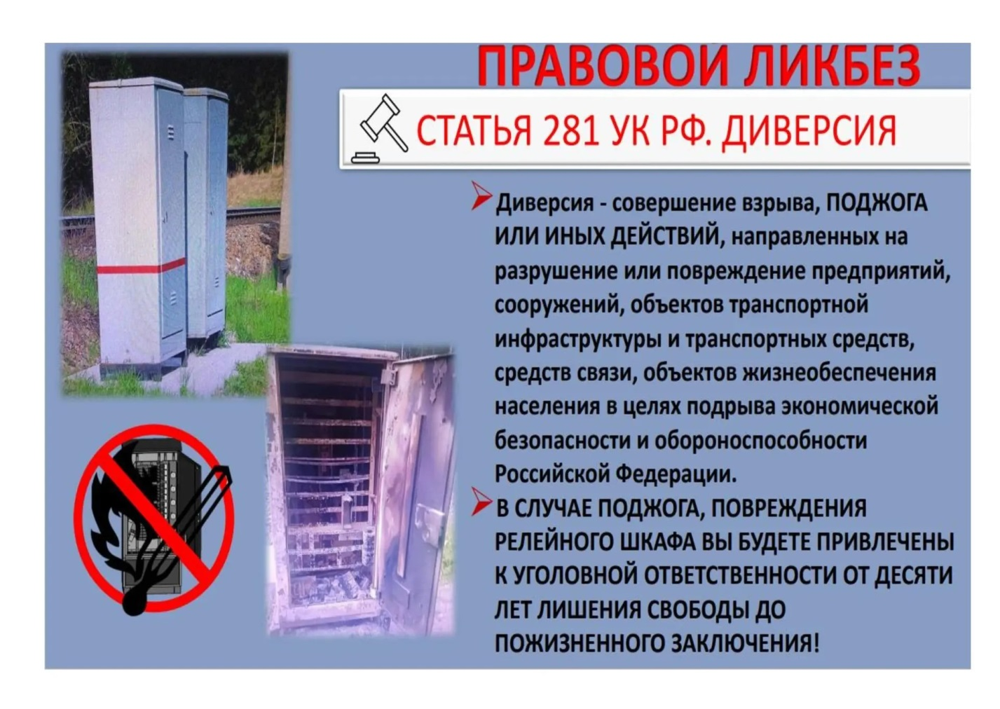 ПРАВОВОЙ ЛИКБЕЗ
СТАТЬЯ 281 УК РФ. ДИВЕРСИЯ
Диверсия - совершение взрыва, ПОДЖОГА
ИЛИ ИНЫХ ДЕЙСТВИЙ, направленных на
разрушение или повреждение предприятий,
сооружений, объектов транспортной
инфраструктуры и транспортных средств,
средств связи, объектов жизнеобеспечения
населения в целях подрыва экономической
безопасности и обороноспособности
Российской Федерации.
В СЛУЧАЕ ПОДЖОГА, ПОВРЕЖДЕНИЯ
РЕЛЕЙНОГО ШКАФА ВЫ БУДЕТЕ ПРИВЛЕЧЕНЫ
К УГОЛОВНОЙ ОТВЕТСТВЕННОСТИ ОТ ДЕСЯТИ
ЛЕТ ЛИШЕНИЯ СВОБОДЫ ДО
ПОЖИЗНЕННОГО ЗАКЛЮЧЕНИЯ!